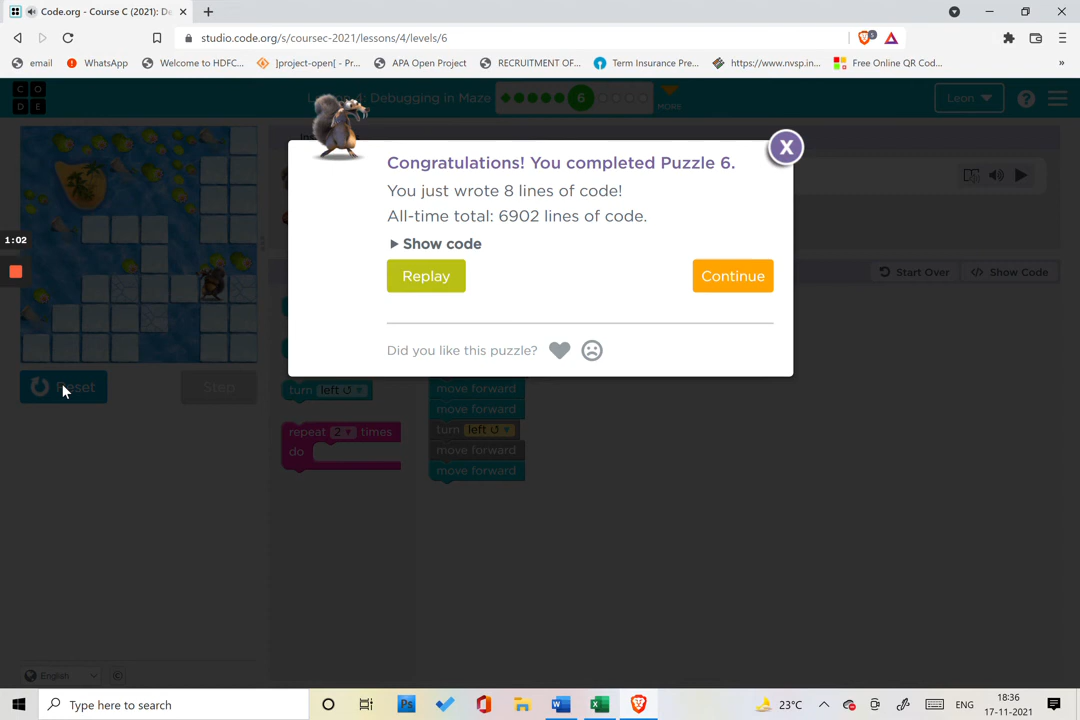 Code.org - Course C (2021): De
studio.code.org/s/coursec-2021/lessons/4/levels/6
5
email
WhatsApp
Welcome to HDFC...
]project-open[ - Pr...
APA Open Project
RECRUITMENT OF...
Term Insurance Pre...
https://www.nvsp.in...
Free Online QR Cod...
»
C O
D E
Lesson 4: Debugging in Maze
6
MORE
Leon
?
X
Congratulations! You completed Puzzle 6.
You just wrote 8 lines of code!
All-time total: 6902 lines of code.
Show code
Replay
Continue
Did you like this puzzle?
1:02
Start Over
Show Code
Reset
Step
turn left
repeat 2 times
do
move forward
move forward
turn left
move forward
move forward
English
©
Type here to search
Ps
23°C
ENG
18:36
17-11-2021